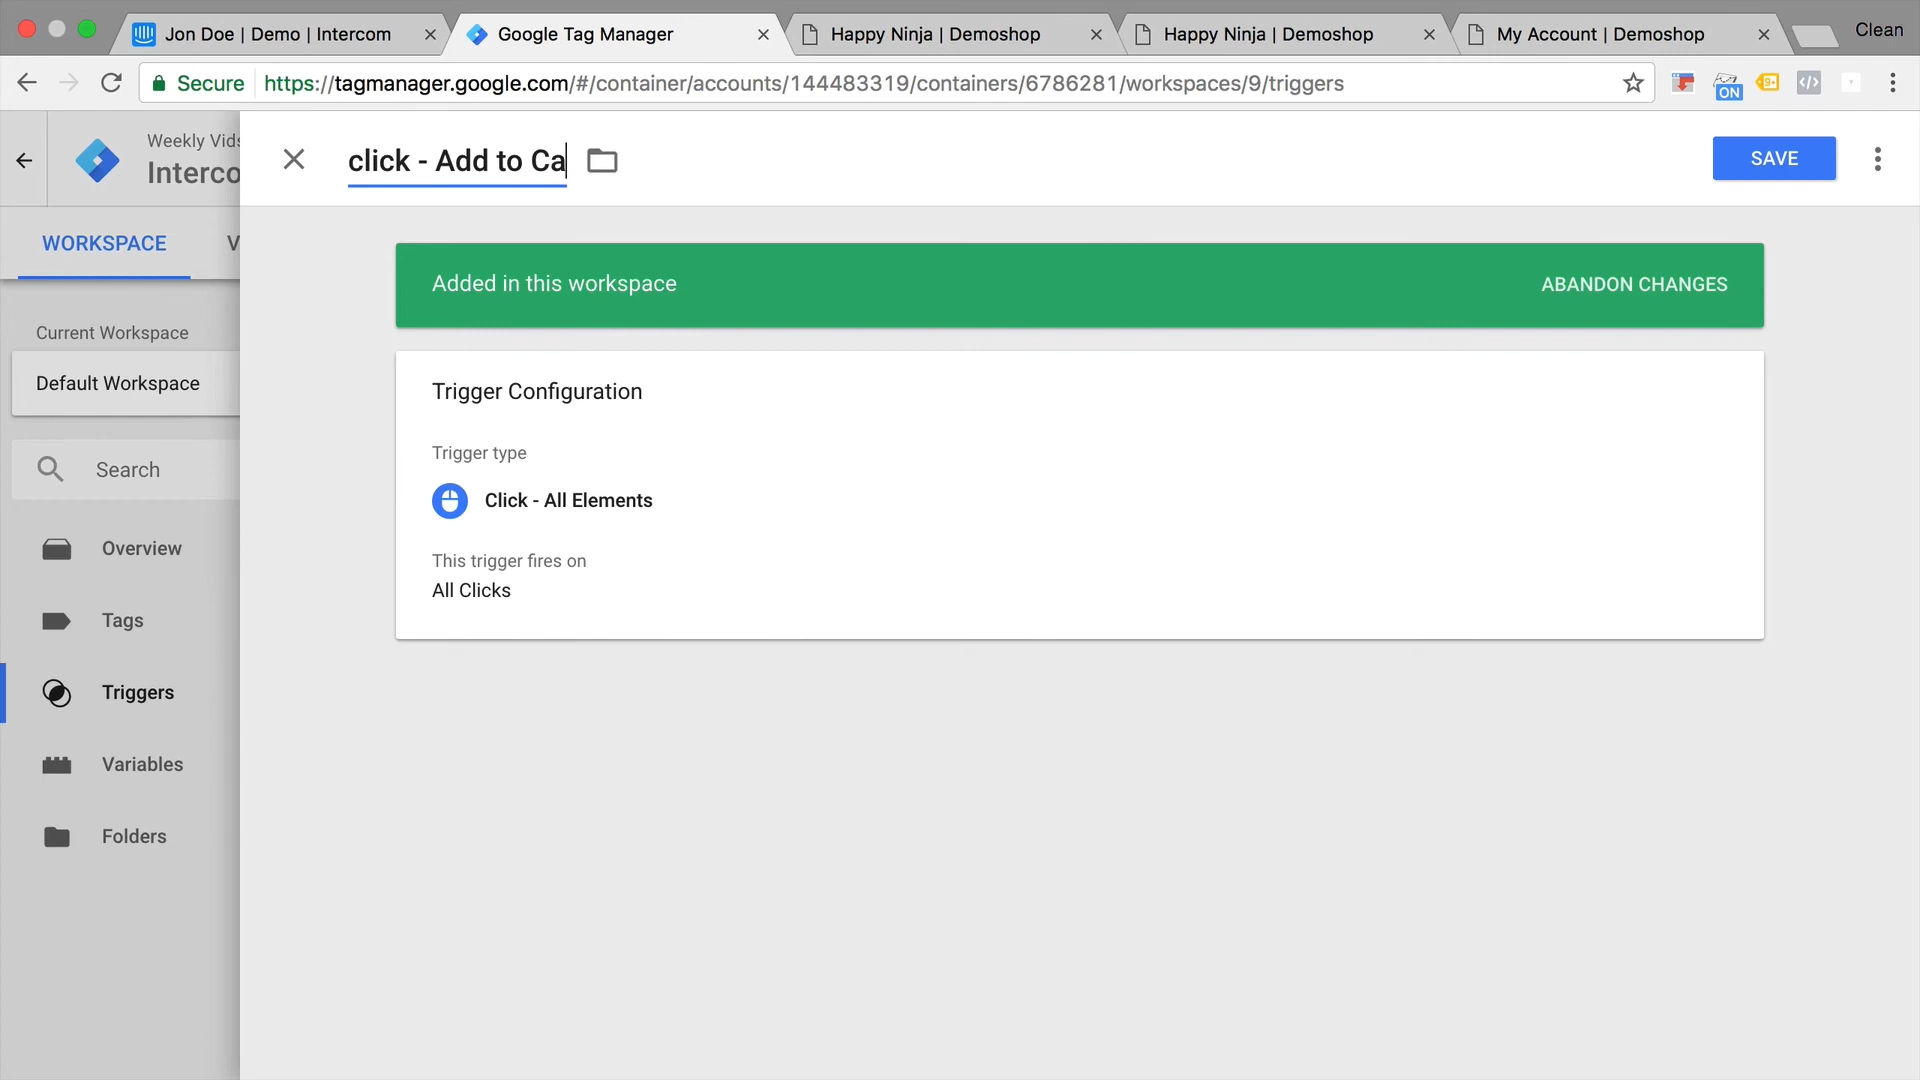 Jon Doe | Demo | Intercom
Google Tag Manager
Happy Ninja | Demoshop
Happy Ninja | Demoshop
My Account | Demoshop
Clean
Secure
https://tagmanager.google.com/#/container/accounts/144483319/containers/6786281/workspaces/9/triggers
ON
9+
Weekly Vids
Interco
click - Add to Ca
SAVE
WORKSPACE
V
Added in this workspace
ABANDON CHANGES
Current Workspace
Default Workspace
Trigger Configuration
Trigger type
Click - All Elements
This trigger fires on
All Clicks
Search
Overview
Tags
Triggers
Variables
Folders